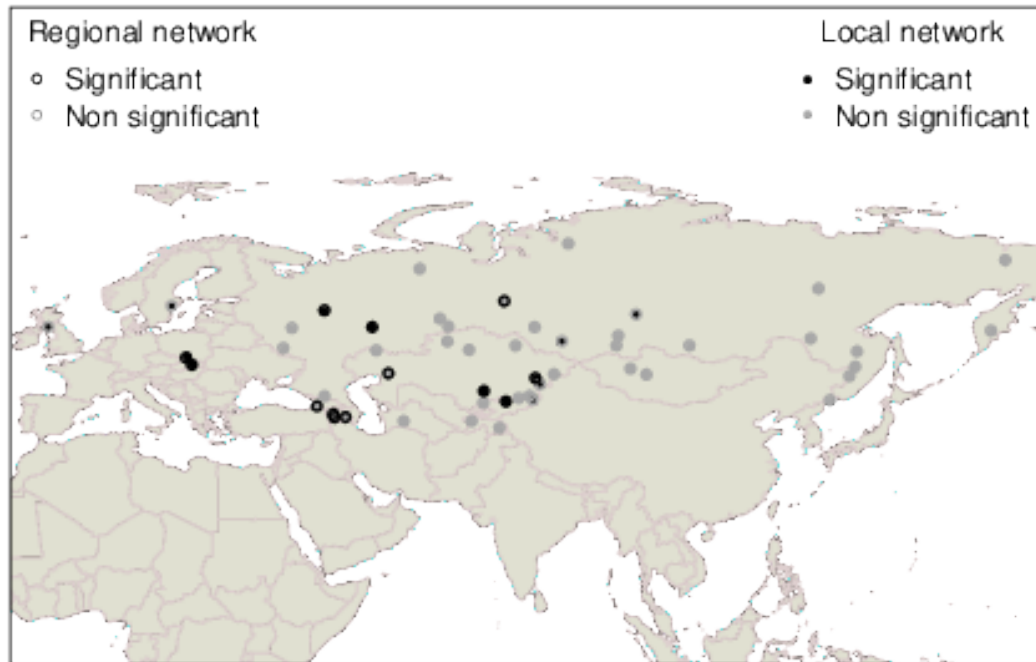 Regional network
Significant
Non significant
Local network
Significant
Non significant